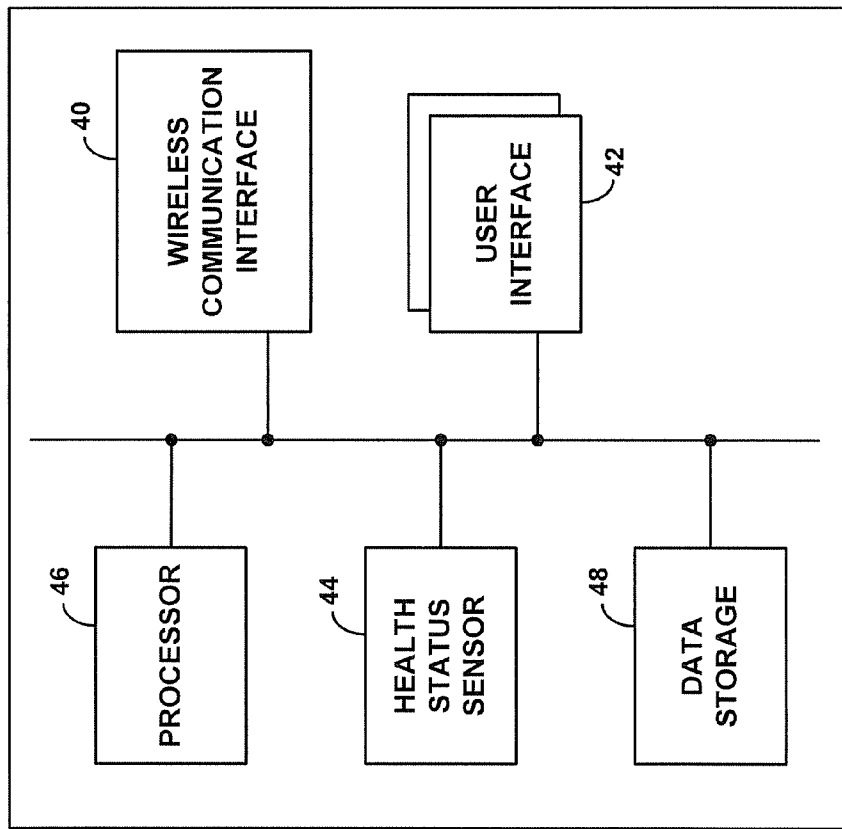 48
DATA
STORAGE
44
HEALTH
STATUS
SENSOR
46
PROCESSOR
USER
INTERFACE
42
40
WIRELESS
COMMUNICATION
INTERFACE